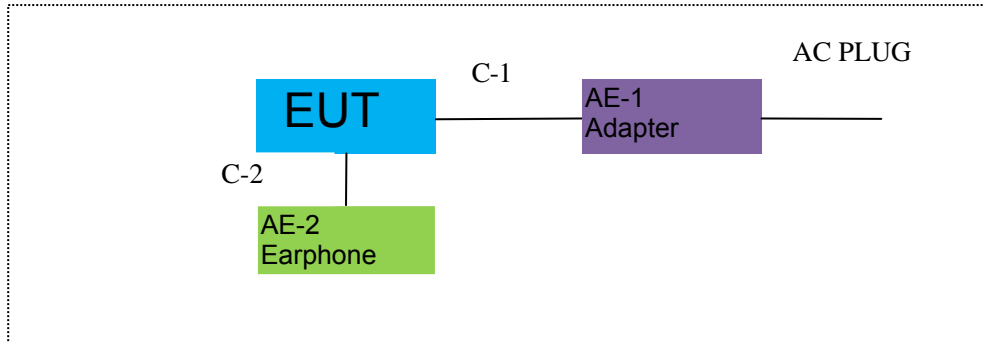 AC PLUG
C-1
EUT
AE-1
Adapter
C-2
AE-2
Earphone